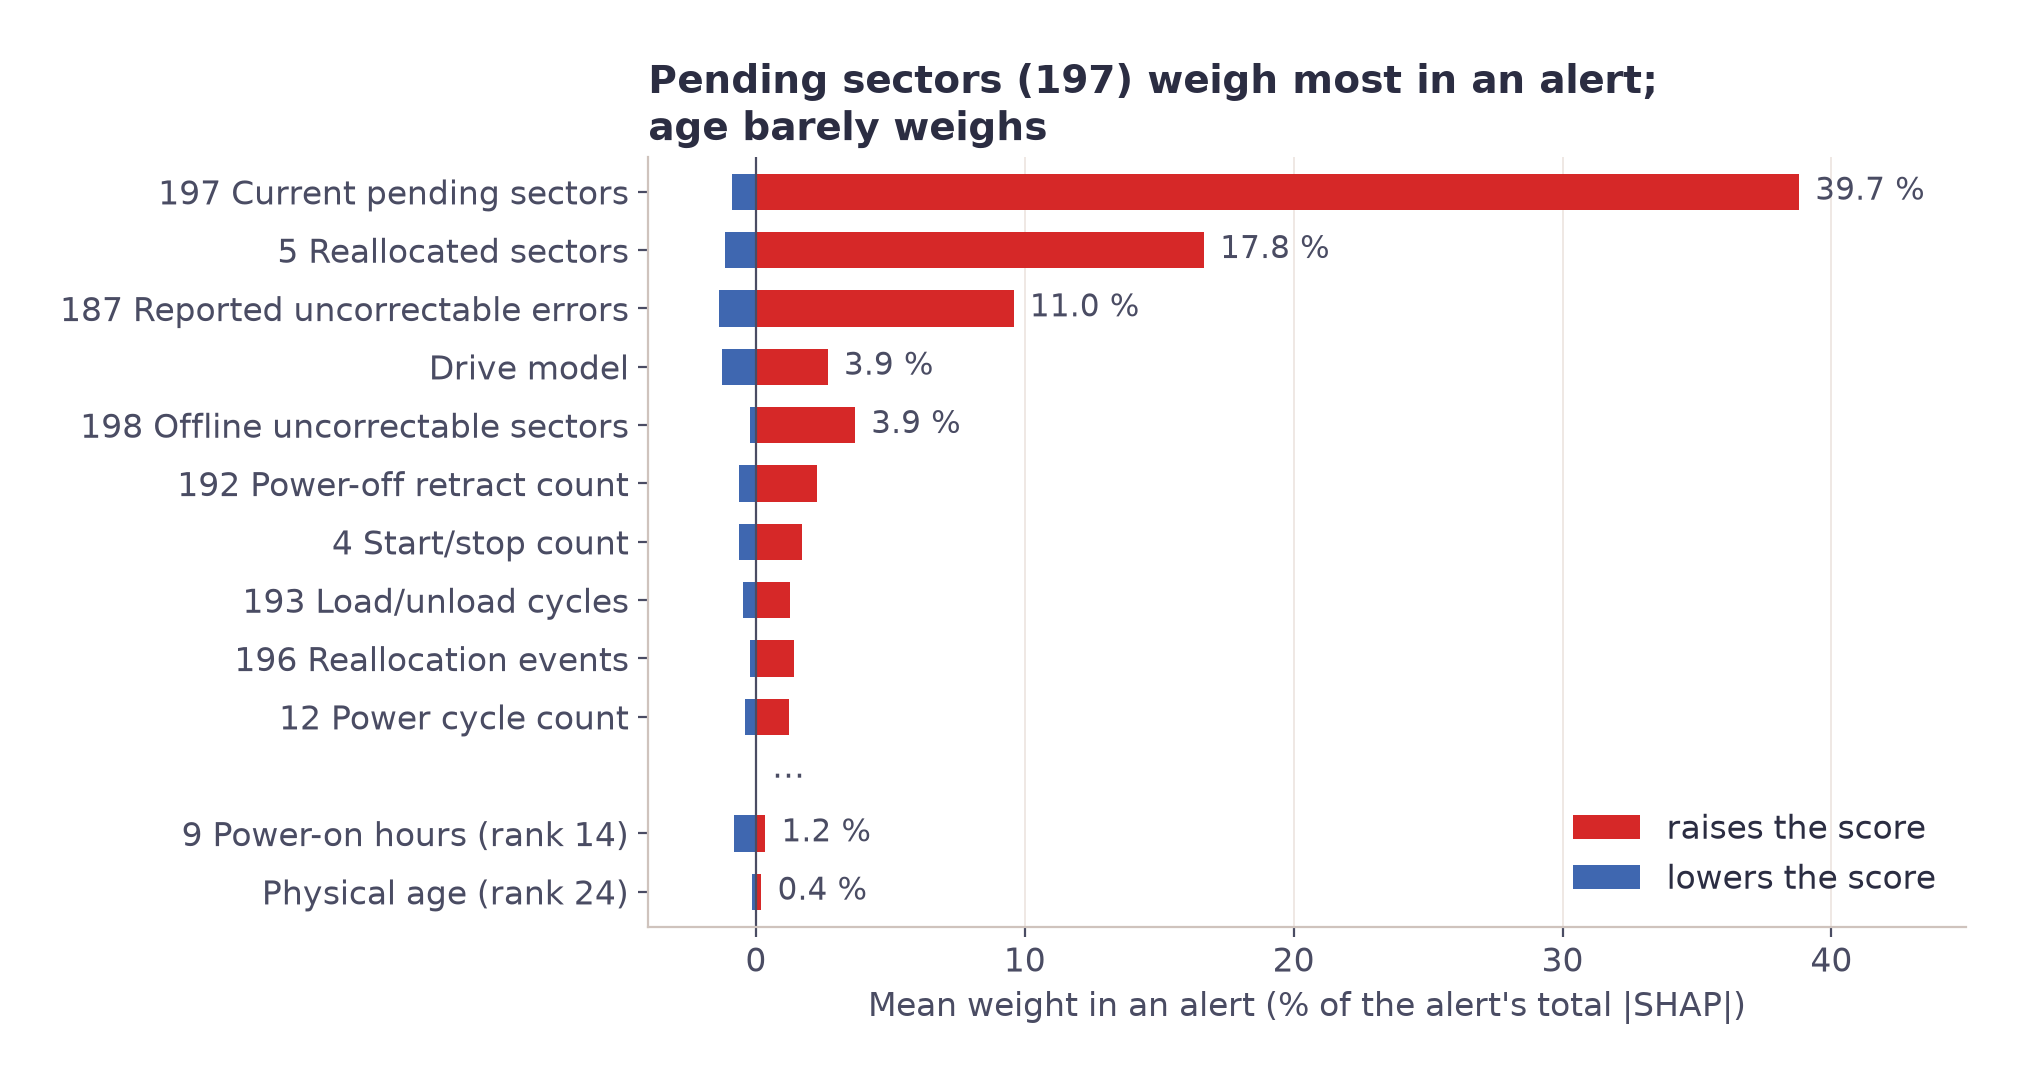 Pending sectors (197) weigh most in an alert;
age barely weighs
197 Current pending sectors
39.7 %
5 Reallocated sectors
17.8 %
187 Reported uncorrectable errors
11.0 %
Drive model
3.9 %
198 Offline uncorrectable sectors
3.9 %
192 Power-off retract count
4 Start/stop count
193 Load/unload cycles
196 Reallocation events
12 Power cycle count
...
9 Power-on hours (rank 14)
1.2 %
Physical age (rank 24)
0.4 %
raises the score
lowers the score
0 10 20 30 40
Mean weight in an alert (% of the alert's total |SHAP|)